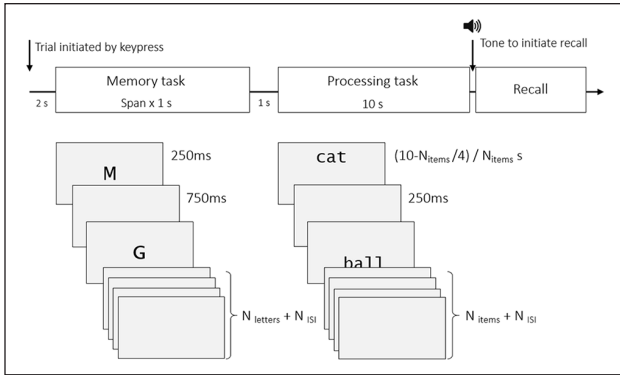 Trial initiated by keypress
Tone to initiate recall
Memory task
Span x 1 s
Processing task
10 s
Recall
2 s
1 s
M
250ms
750ms
G
N letters + N ISI
cat
(10-Nitems/4) / Nitems s
250ms
ball
N items + N ISI